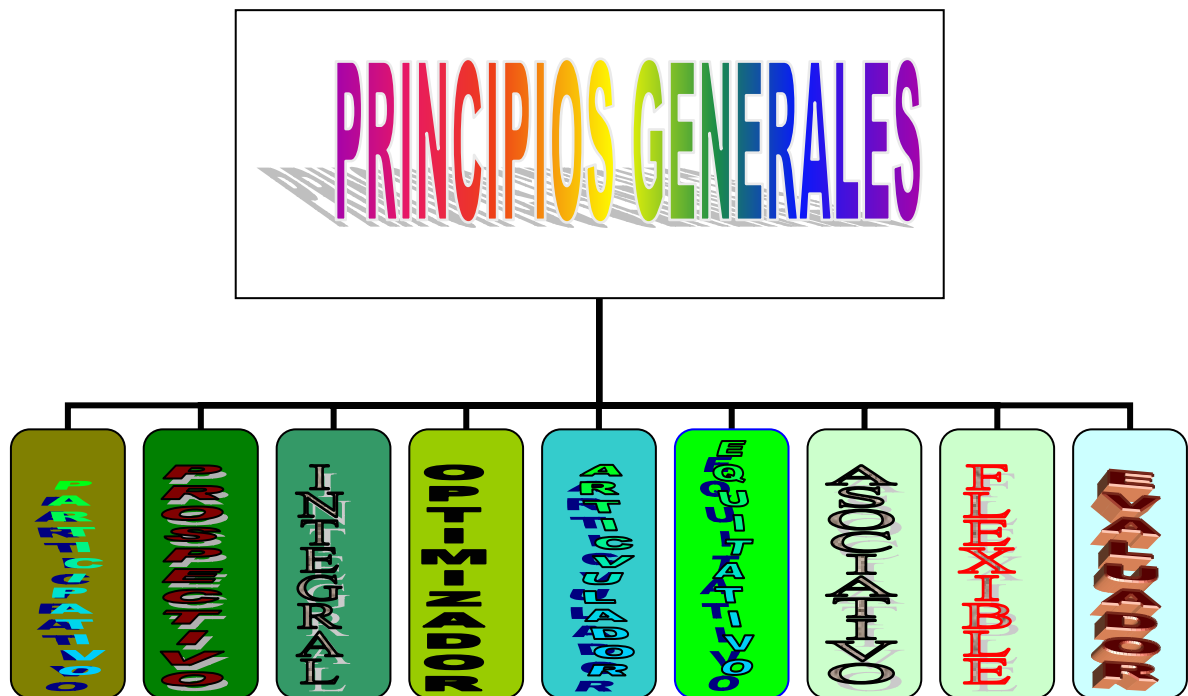 PRINCIPIOS GENERALES
PARTICIPATIVO
PROSPECTIVO
INTEGRAL
OPTIMIZADOR
ARTICULADOR
EQUITATIVO
ASOCIATIVO
FLEXIBLE
EVALUADOR